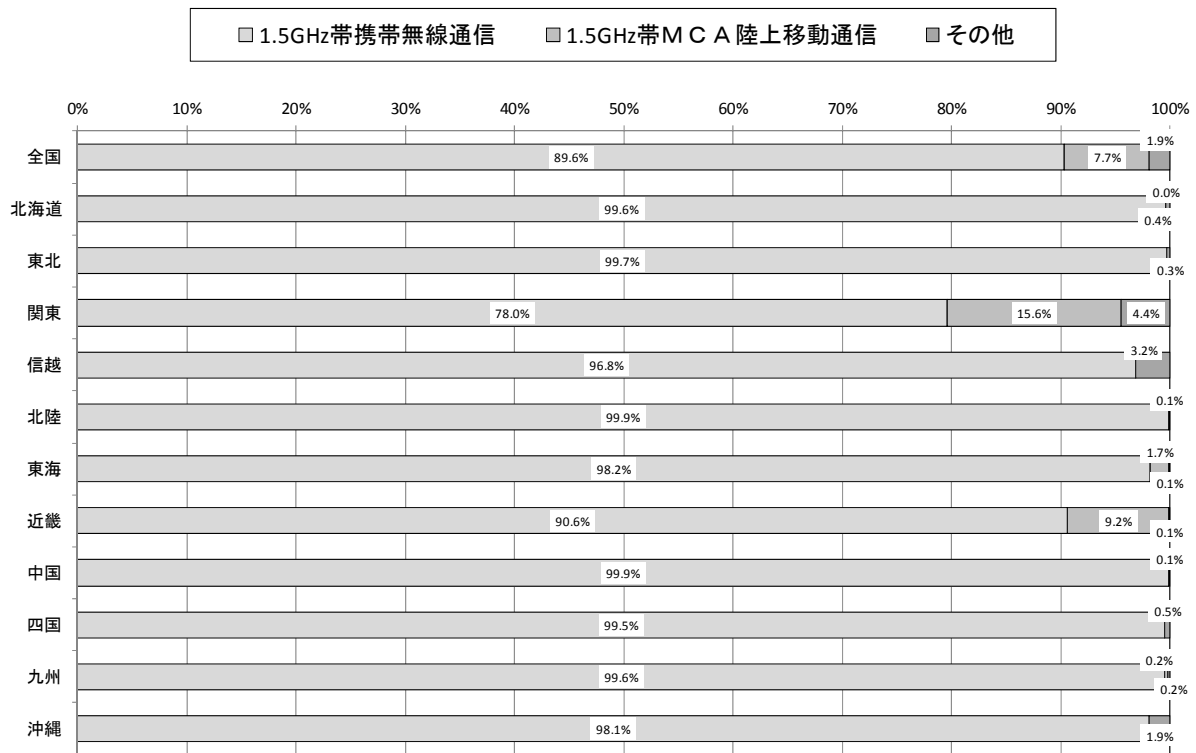 1.5GHz帯携帯無線通信 1.5GHz帯ＭＣＡ陸上移動通信 その他
0% 10% 20% 30% 40% 50% 60% 70% 80% 90% 100%
1.9%
全国 89.6% 7.7%
0.0%
北海道 99.6%
0.4%
東北 99.7%
0.3%
関東 78.0% 15.6% 4.4%
3.2%
信越 96.8%
0.1%
北陸 99.9%
1.7%
東海 98.2%
0.1%
近畿 90.6% 9.2%
0.1%
0.1%
中国 99.9%
0.5%
四国 99.5%
0.2%
九州 99.6%
0.2%
沖縄 98.1%
1.9%